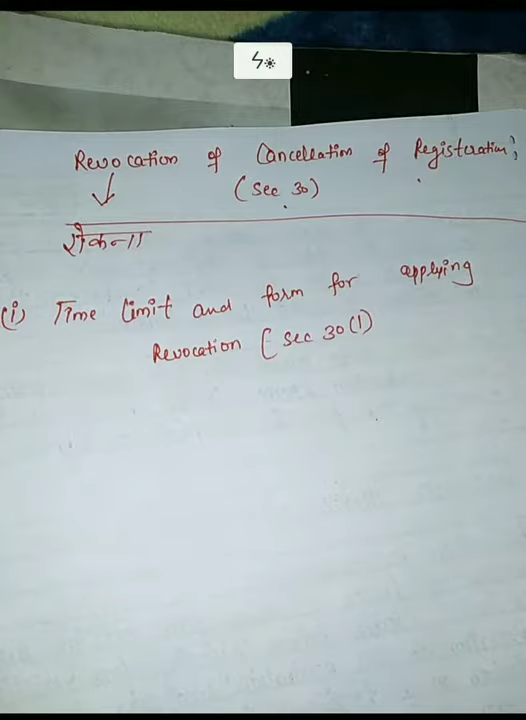 Revocation of Cancellation of Registration;
(Sec 30)
रोकना
(i) Time limit and form for applying
Revocation [Sec 30(1)